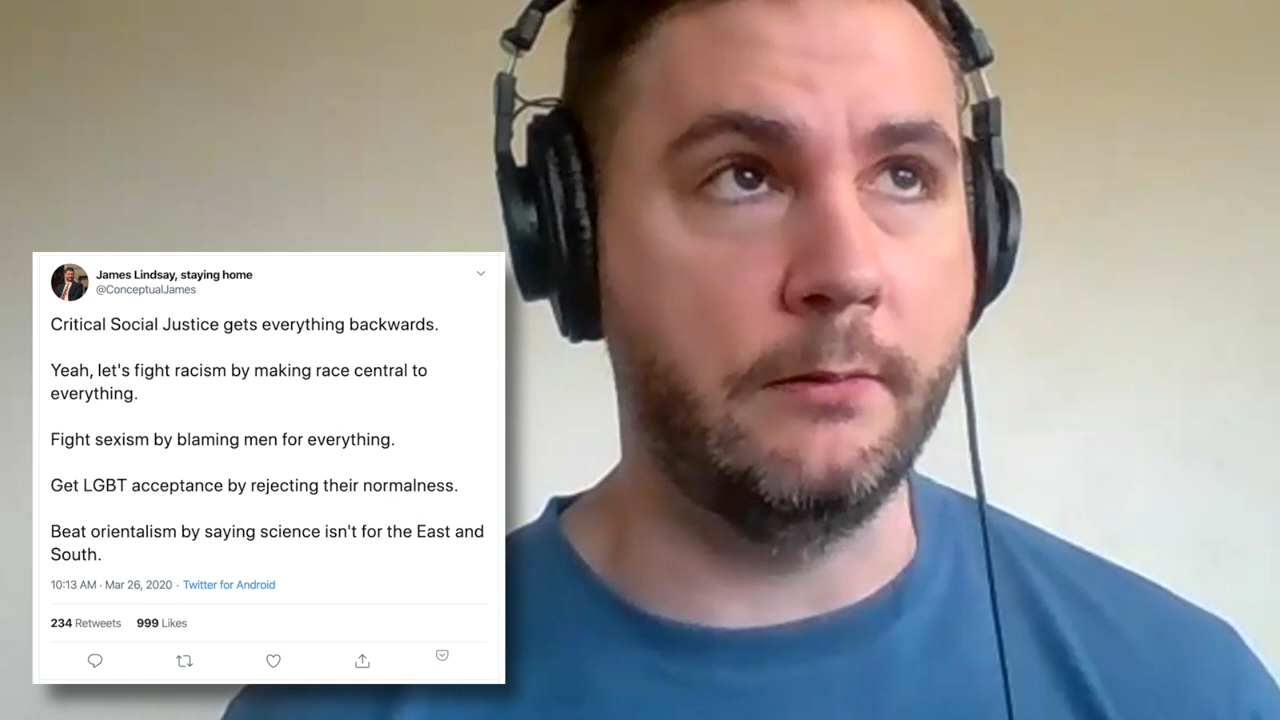 James Lindsay, staying home
@ConceptualJames
Critical Social Justice gets everything backwards.
Yeah, let's fight racism by making race central to
everything.
Fight sexism by blaming men for everything.
Get LGBT acceptance by rejecting their normalness.
Beat orientalism by saying science isn't for the East and
South.
10:13 AM · Mar 26, 2020 · Twitter for Android
234 Retweets 999 Likes